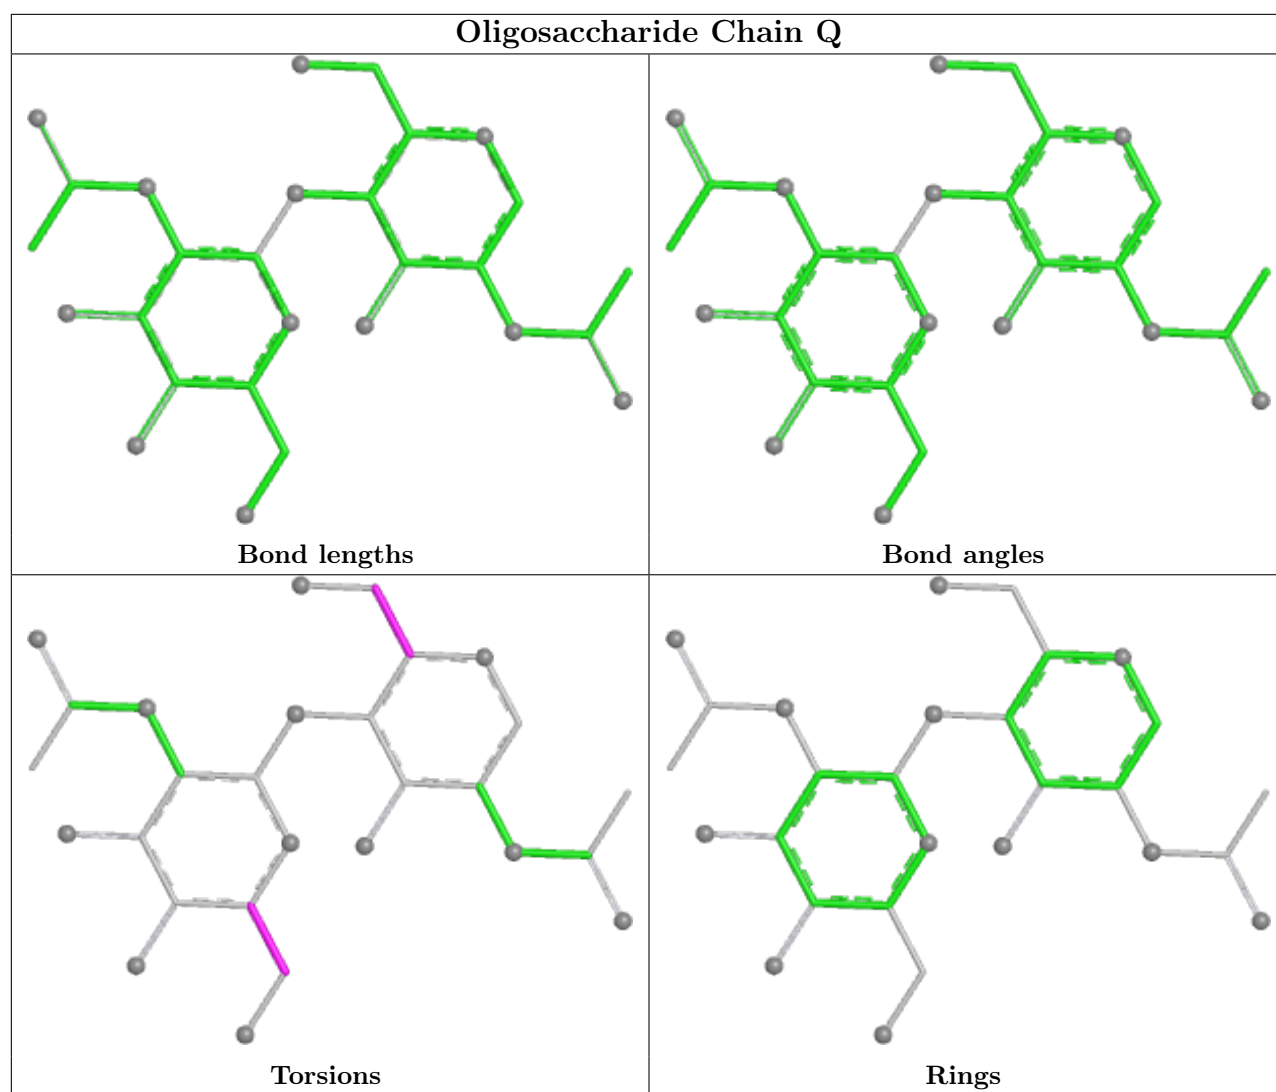 Oligosaccharide Chain Q
Bond lengths
Bond angles
Torsions
Rings